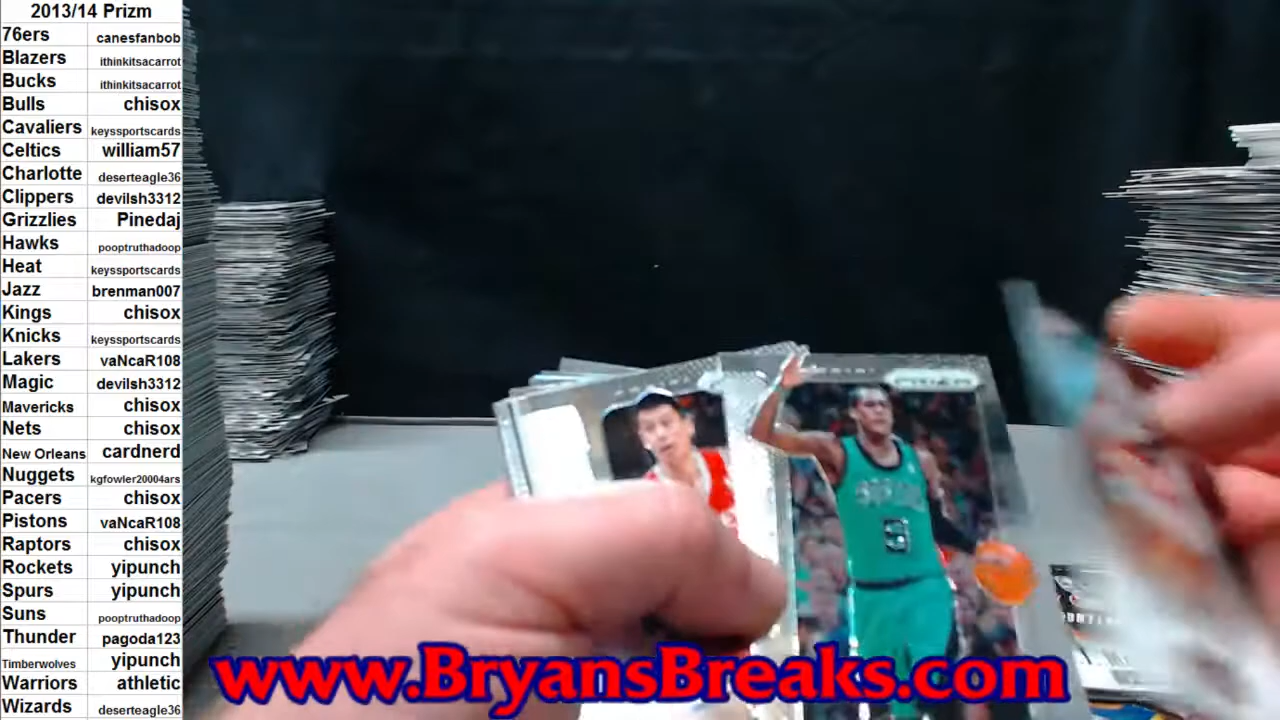 2013/14 Prizm
76ers canesfanbob
Blazers ithinkitsacarrot
Bucks ithinkitsacarrot
Bulls chisox
Cavaliers keyssportscards
Celtics william57
Charlotte deserteagle36
Clippers devilsh3312
Grizzlies Pinedaj
Hawks pooptruthadoop
Heat keyssportscards
Jazz brenman007
Kings chisox
Knicks keyssportscards
Lakers vaNcaR108
Magic devilsh3312
Mavericks chisox
Nets chisox
New Orleans cardnerd
Nuggets kgfowler20004ars
Pacers chisox
Pistons vaNcaR108
Raptors chisox
Rockets yipunch
Spurs yipunch
Suns pooptruthadoop
Thunder pagoda123
Timberwolves yipunch
Warriors athletic
Wizards deserteagle36
PRIZM
9
www.BryansBreaks.com